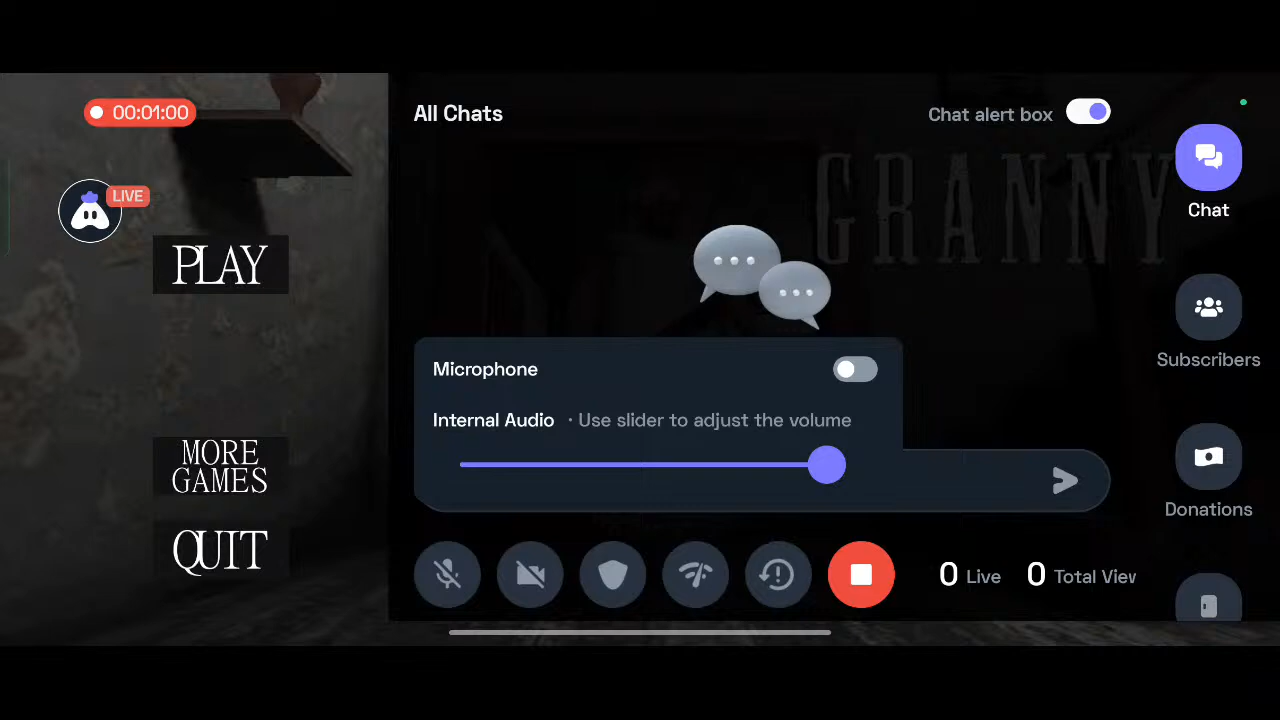 00:01:00
LIVE
PLAY
MORE
GAMES
QUIT
All Chats
Chat alert box
GRANNY
Microphone
Internal Audio · Use slider to adjust the volume
0 Live 0 Total View
Chat
Subscribers
Donations